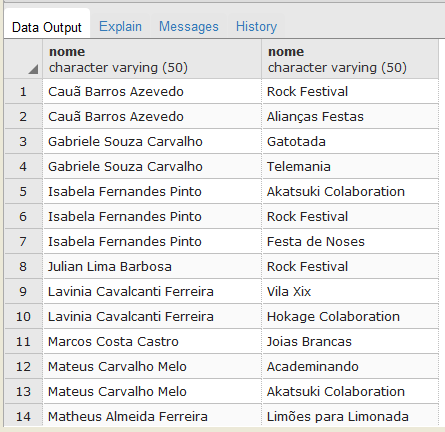 Data Output Explain Messages History
nome nome
character varying (50) character varying (50)
1 Cauã Barros Azevedo Rock Festival
2 Cauã Barros Azevedo Alianças Festas
3 Gabriele Souza Carvalho Gatotada
4 Gabriele Souza Carvalho Telemania
5 Isabela Fernandes Pinto Akatsuki Colaboration
6 Isabela Fernandes Pinto Rock Festival
7 Isabela Fernandes Pinto Festa de Noses
8 Julian Lima Barbosa Rock Festival
9 Lavinia Cavalcanti Ferreira Vila Xix
10 Lavinia Cavalcanti Ferreira Hokage Colaboration
11 Marcos Costa Castro Joias Brancas
12 Mateus Carvalho Melo Academinando
13 Mateus Carvalho Melo Akatsuki Colaboration
14 Matheus Almeida Ferreira Limões para Limonada